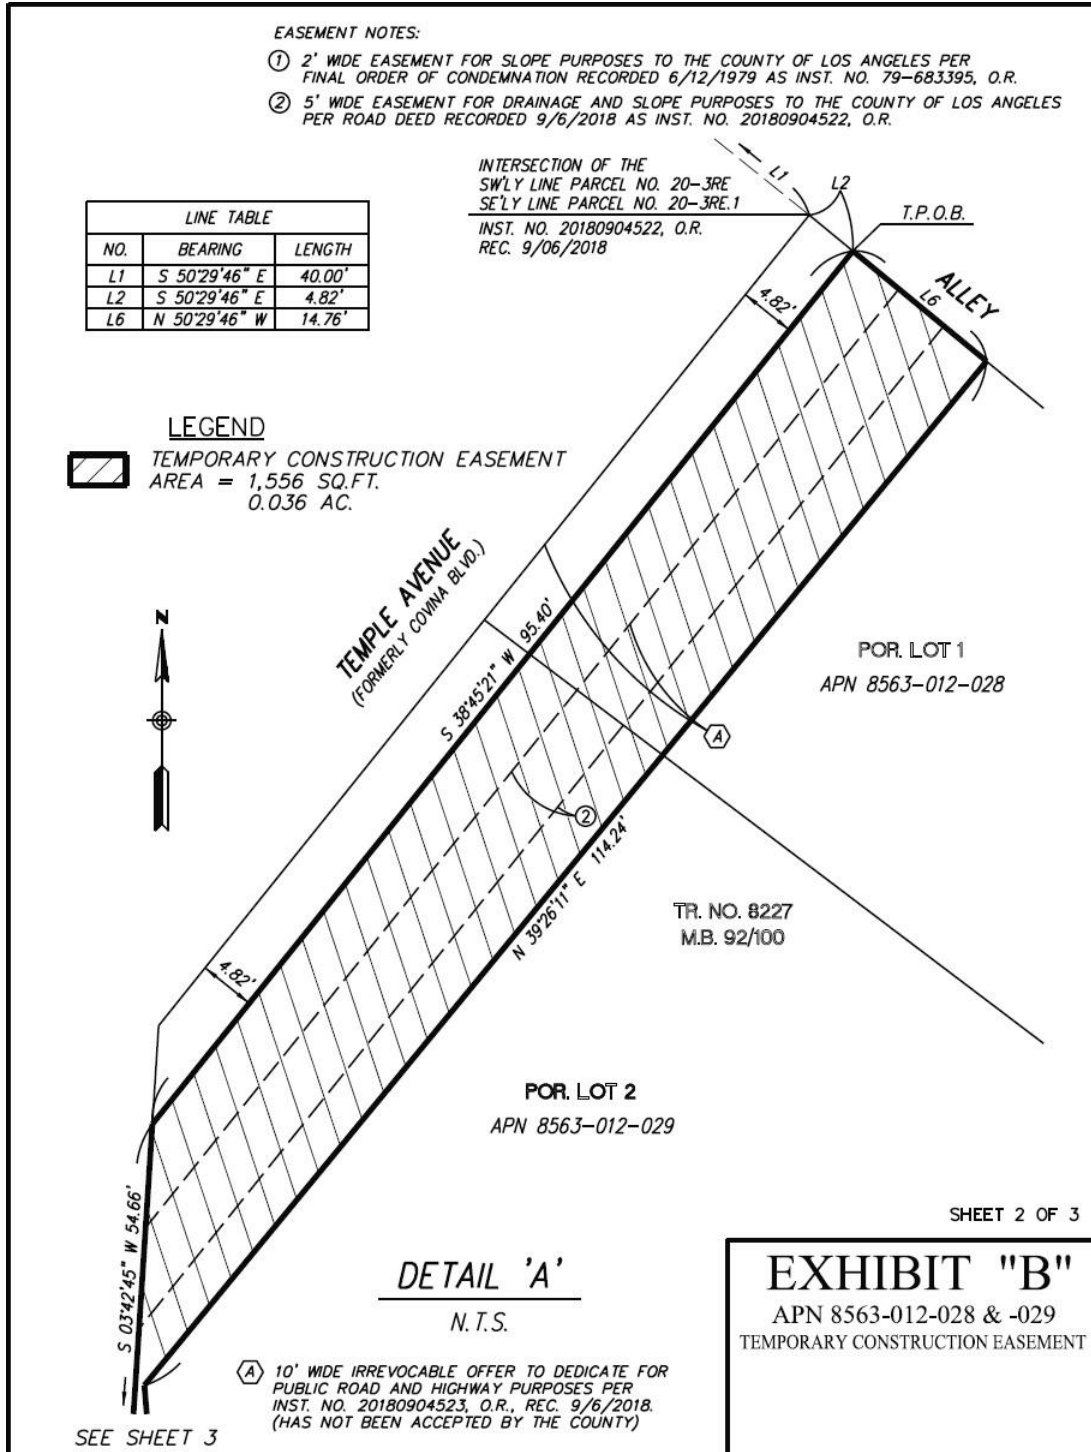 EASEMENT NOTES:
① 2' WIDE EASEMENT FOR SLOPE PURPOSES TO THE COUNTY OF LOS ANGELES PER
FINAL ORDER OF CONDEMNATION RECORDED 6/12/1979 AS INST. NO. 79-683395, O.R.
② 5' WIDE EASEMENT FOR DRAINAGE AND SLOPE PURPOSES TO THE COUNTY OF LOS ANGELES
PER ROAD DEED RECORDED 9/6/2018 AS INST. NO. 20180904522, O.R.
INTERSECTION OF THE
SW'LY LINE PARCEL NO. 20-3RE
SE'LY LINE PARCEL NO. 20-3RE.1
INST. NO. 20180904522, O.R.
REC. 9/06/2018
L1
L2
T.P.O.B.
LINE TABLE
NO. BEARING LENGTH
L1 S 50°29'46" E 40.00'
L2 S 50°29'46" E 4.82'
L6 N 50°29'46" W 14.76'
4.82'
ALLEY
L6
LEGEND
TEMPORARY CONSTRUCTION EASEMENT
AREA = 1,556 SQ.FT.
0.036 AC.
TEMPLE AVENUE
(FORMERLY COVINA BLVD.)
N
S 38°45'21" W 95.40'
POR. LOT 1
APN 8563-012-028
A
2
N 39°26'11" E 114.24'
TR. NO. 8227
M.B. 92/100
4.82'
POR. LOT 2
APN 8563-012-029
S 03°42'45" W 54.66'
SHEET 2 OF 3
DETAIL 'A'
N.T.S.
EXHIBIT "B"
APN 8563-012-028 & -029
TEMPORARY CONSTRUCTION EASEMENT
A 10' WIDE IRREVOCABLE OFFER TO DEDICATE FOR
PUBLIC ROAD AND HIGHWAY PURPOSES PER
INST. NO. 20180904523, O.R., REC. 9/6/2018.
(HAS NOT BEEN ACCEPTED BY THE COUNTY)
SEE SHEET 3